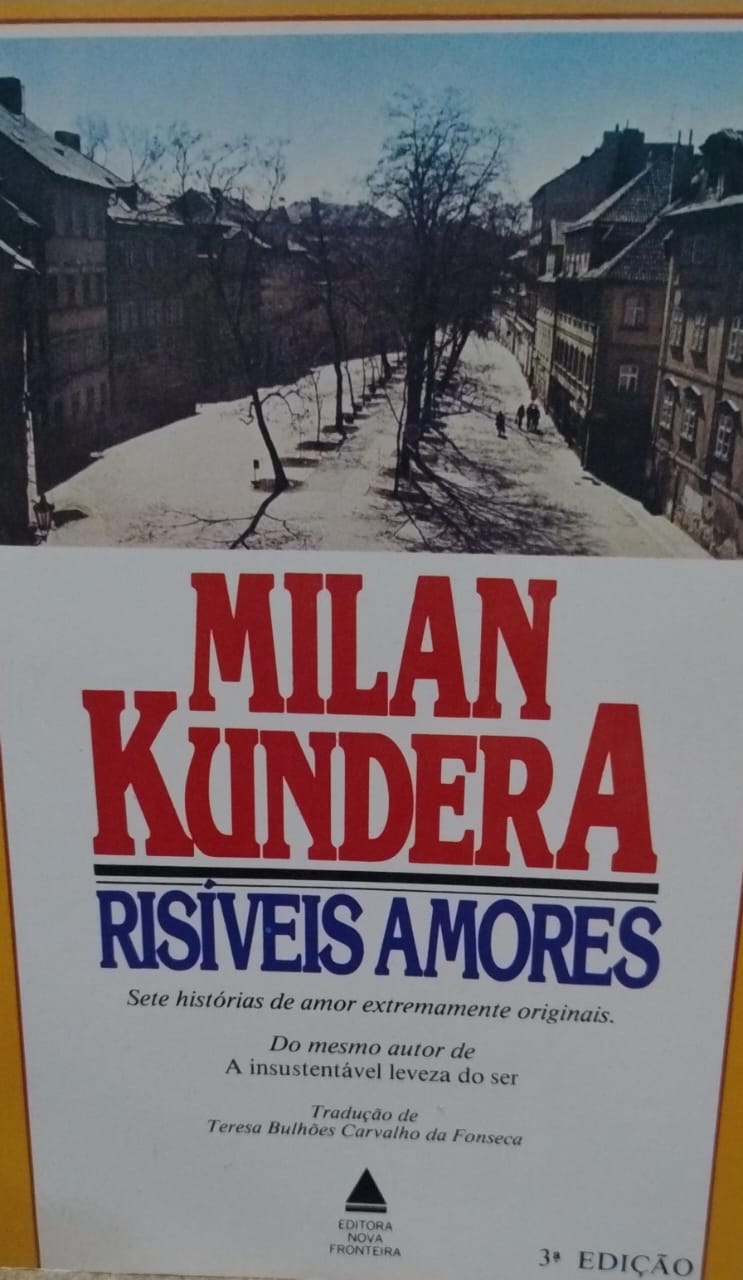 MILAN
KUNDERA
RISÍVEIS AMORES
Sete histórias de amor extremamente originais.
Do mesmo autor de
A insustentável leveza do ser
Tradução de
Teresa Bulhões Carvalho da Fonseca
EDITORA
NOVA
FRONTEIRA
3ª EDIÇÃO